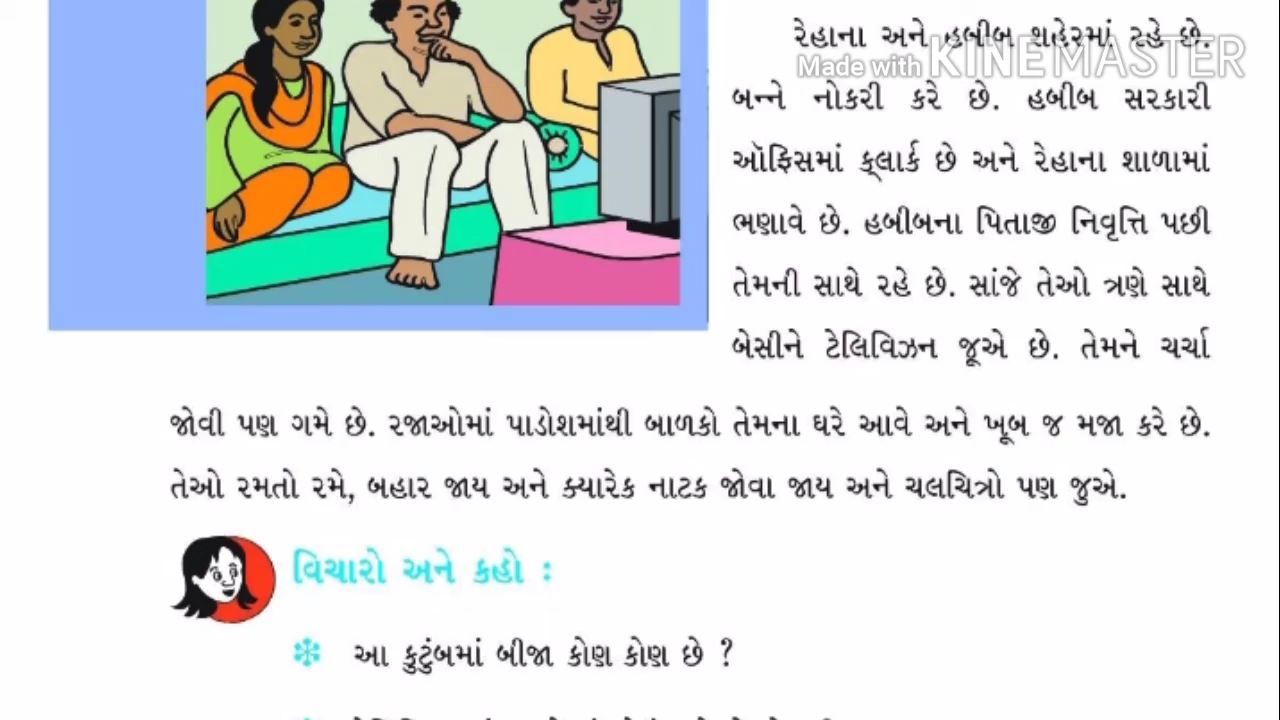 રેહાના અને હબીબ શહેરમાં રહે છે.
Made with KINEMASTER
બન્ને નોકરી કરે છે. હબીબ સરકારી
ઑફિસમાં ક્લાર્ક છે અને રેહાના શાળામાં
ભણાવે છે. હબીબના પિતાજી નિવૃત્તિ પછી
તેમની સાથે રહે છે. સાંજે તેઓ ત્રણે સાથે
બેસીને ટેલિવિઝન જૂએ છે. તેમને ચર્ચા
જોવી પણ ગમે છે. રજાઓમાં પાડોશમાંથી બાળકો તેમના ઘરે આવે અને ખૂબ જ મજા કરે છે.
તેઓ રમતો રમે, બહાર જાય અને ક્યારેક નાટક જોવા જાય અને ચલચિત્રો પણ જુએ.
વિચારો અને કહો :
આ કુટુંબમાં બીજા કોણ કોણ છે ?